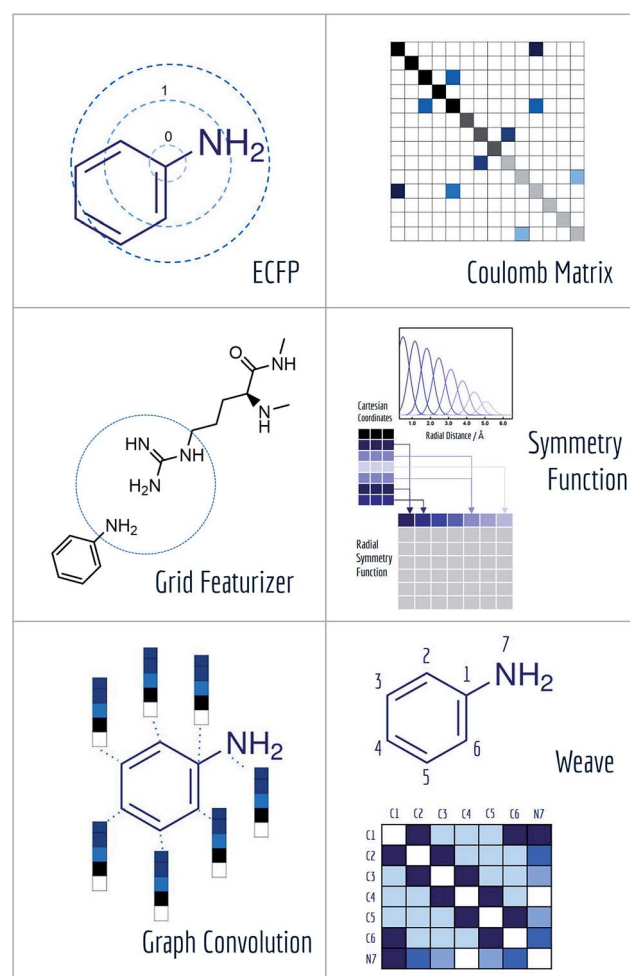 1
0
NH2
ECFP
Coulomb Matrix
O
NH
N
H
HN
NH
H2N
NH2
Grid Featurizer
Cartesian
Coordinates
1.0 2.0 3.0 4.0 5.0 6.0
Radial Distance / Å
Symmetry
Function
Radial
Symmetry
Function
NH2
Graph Convolution
7
2
1
NH2
3
4
6
5
Weave
C1 C2 C3 C4 C5 C6 N7
C1
C2
C3
C4
C5
C6
N7